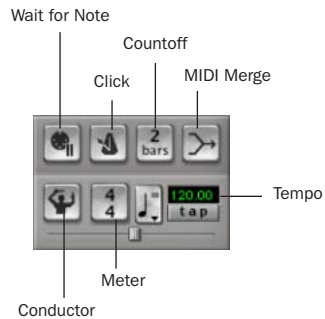 Wait for Note
Countoff
Click
MIDI Merge
2
bars
4
4
120.00
tap
Tempo
Meter
Conductor